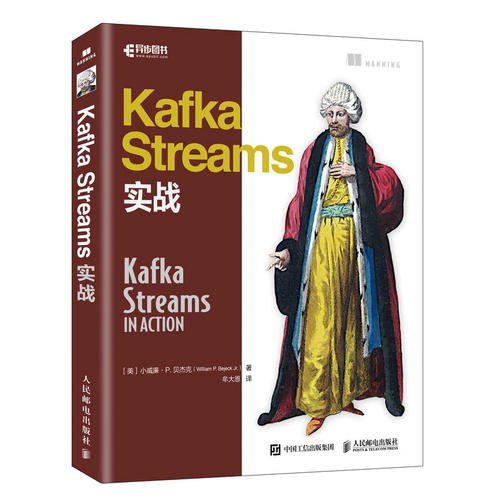 异步图书
www.epubit.com
MANNING
Kafka
Streams
实战
Kafka
Streams
IN ACTION
[美] 小威廉·P. 贝杰克 (William P. Bejeck Jr.) 著
牟大恩 译
中国工信出版集团
人民邮电出版社
POSTS & TELECOM PRESS
Kafka Streams 实战
人民邮电出版社